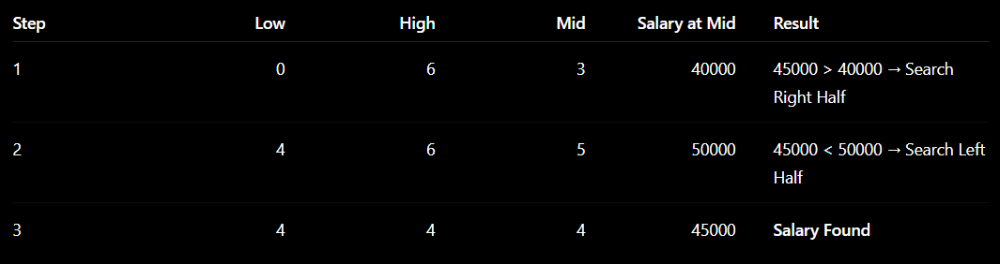 Step Low High Mid Salary at Mid Result
1 0 6 3 40000 45000 > 40000 → Search
Right Half
2 4 6 5 50000 45000 < 50000 → Search Left
Half
3 4 4 4 45000 Salary Found